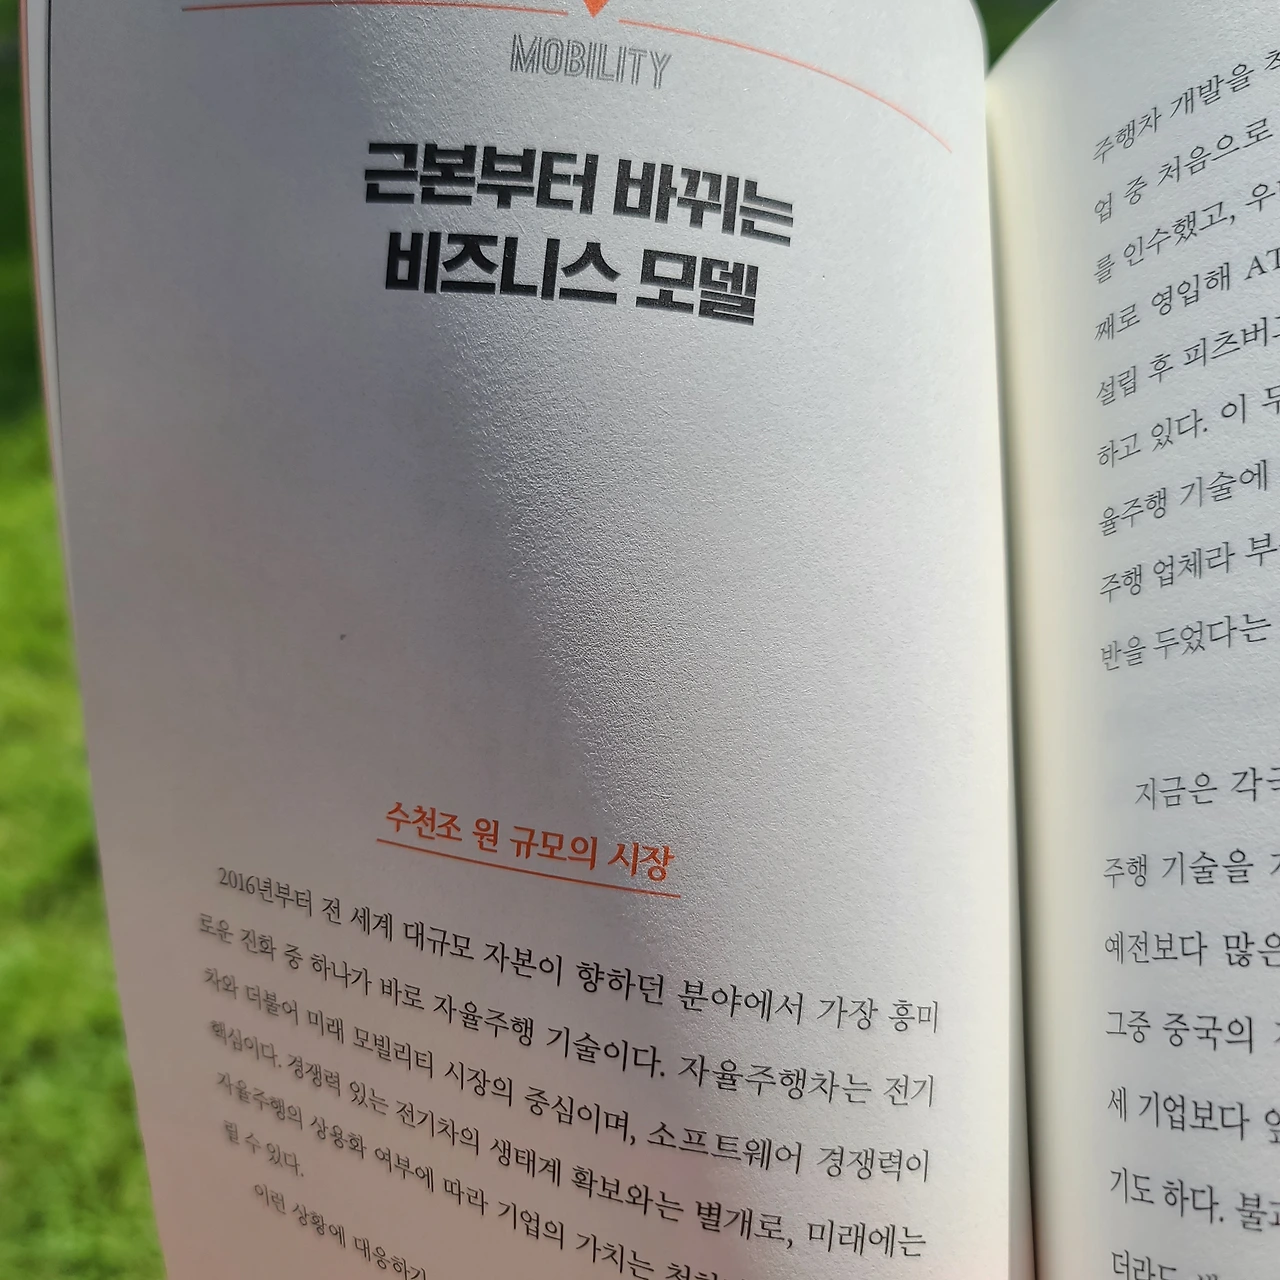 MOBILITY
근본부터 바뀌는
비즈니스 모델
수천조 원 규모의 시장
2016년부터 전 세계 대규모 자본이 향하던 분야에서 가장 흥미
로운 진화 중 하나가 바로 자율주행 기술이다. 자율주행차는 전기
차와 더불어 미래 모빌리티 시장의 중심이며, 소프트웨어 경쟁력이
핵심이다. 경쟁력 있는 전기차의 생태계 확보와는 별개로, 미래에는
자율주행의 상용화 여부에 따라 기업의 가치는
릴 수 있다.
이런 상황에 대응하기
주행차 개발을
업 중 처음으로
를 인수했고,
째로 영입해
설립 후
하고 있다. 이
율주행 기술에
주행 업체라
반을 두었다는
지금은
주행 기술을
예전보다 많은
그중 중국의
세 기업보다
기도 하다.
더라도